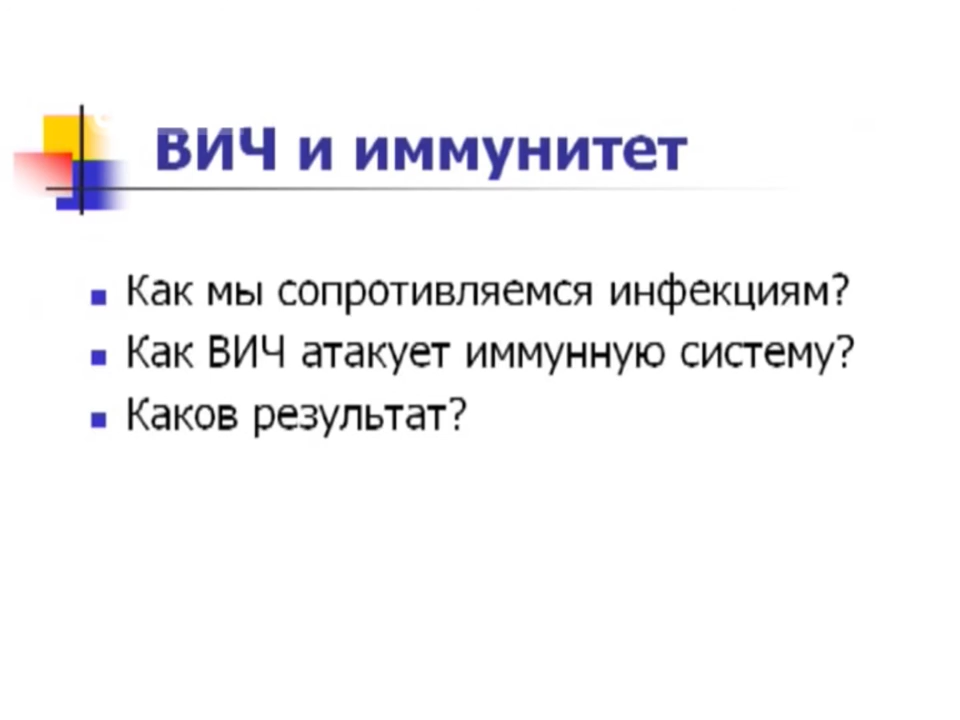 ВИЧ и иммунитет
Как мы сопротивляемся инфекциям?
Как ВИЧ атакует иммунную систему?
Каков результат?